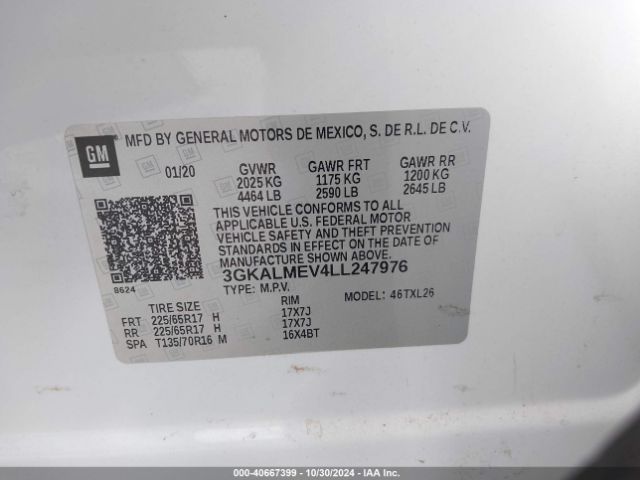 GM
MFD BY GENERAL MOTORS DE MEXICO, S. DE R.L. DE C.V.
01/20 GVWR GAWR FRT GAWR RR
2025 KG 1175 KG 1200 KG
4464 LB 2590 LB 2645 LB
THIS VEHICLE CONFORMS TO ALL
APPLICABLE U.S. FEDERAL MOTOR
VEHICLE SAFETY AND THEFT PREVENTION
STANDARDS IN EFFECT ON THE DATE OF
MANUFACTURE SHOWN ABOVE.
3GKALMEV4LL247976
8624
TYPE: M.P.V. MODEL: 46TXL26
TIRE SIZE RIM
FRT 225/65R17 H 17X7J
RR 225/65R17 H 17X7J
SPA T135/70R16 M 16X4BT
000-40667399 - 10/30/2024 - IAA Inc.